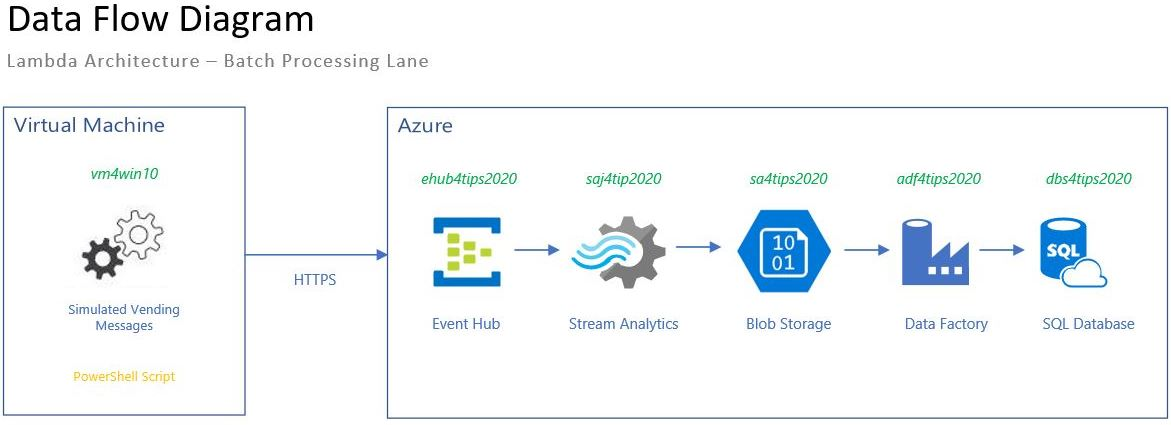 Data Flow Diagram
Lambda Architecture – Batch Processing Lane
Virtual Machine
vm4win10
Simulated Vending
Messages
PowerShell Script
HTTPS
Azure
ehub4tips2020
saj4tip2020
sa4tips2020
adf4tips2020
dbs4tips2020
10
01
SQL
Event Hub
Stream Analytics
Blob Storage
Data Factory
SQL Database